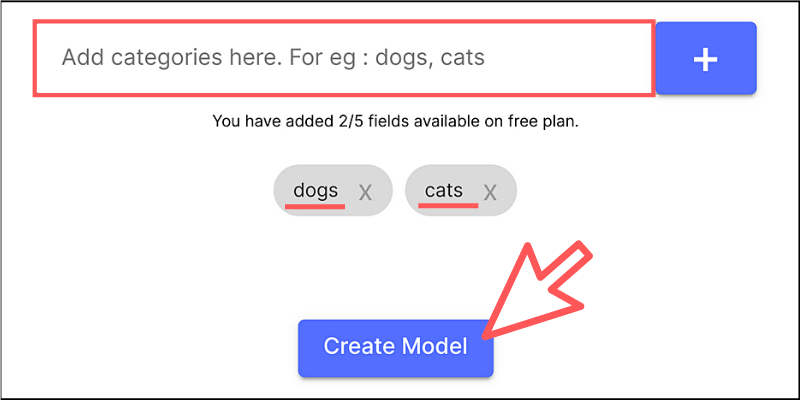 Add categories here. For eg : dogs, cats +
You have added 2/5 fields available on free plan.
dogs X cats X
Create Model